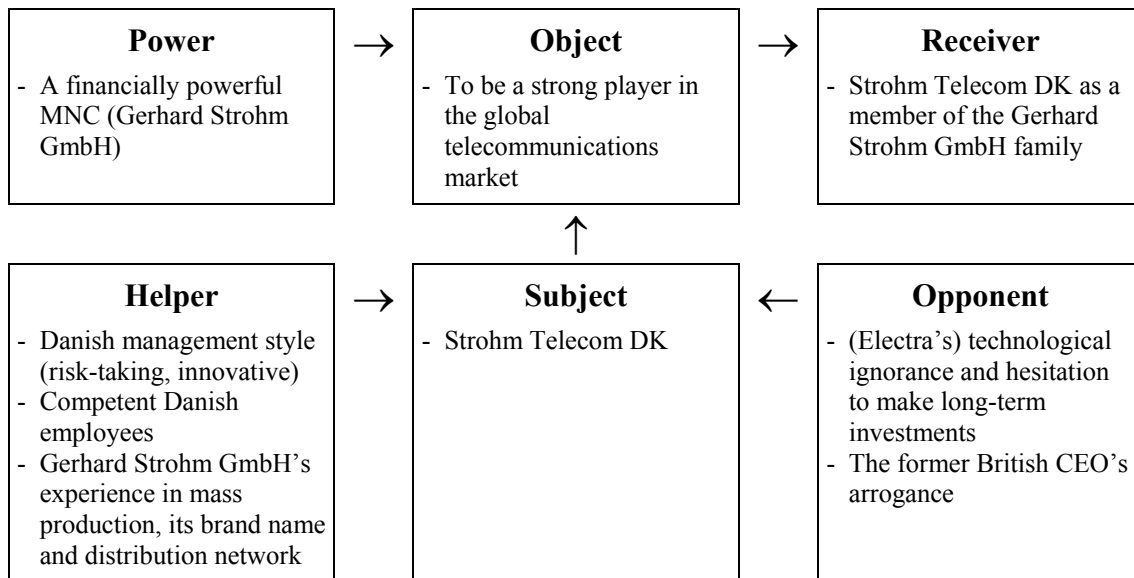 Power
- A financially powerful
MNC (Gerhard Strohm
GmbH)
→
Object
- To be a strong player in
the global
telecommunications
market
→
Receiver
- Strohm Telecom DK as a
member of the Gerhard
Strohm GmbH family
↑
Helper
- Danish management style
(risk-taking, innovative)
- Competent Danish
employees
- Gerhard Strohm GmbH’s
experience in mass
production, its brand name
and distribution network
→
Subject
- Strohm Telecom DK
←
Opponent
- (Electra’s) technological
ignorance and hesitation
to make long-term
investments
- The former British CEO’s
arrogance